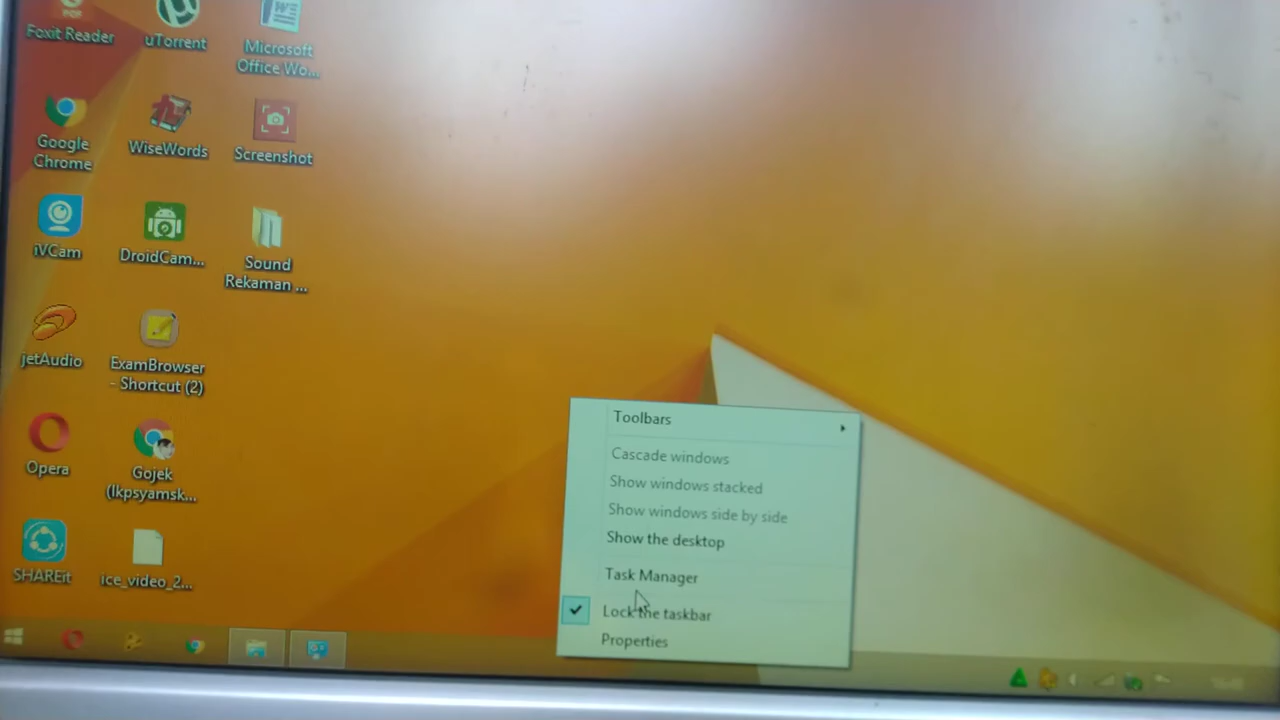 Foxit Reader
uTorrent
Microsoft
Office Wo...
Google
Chrome
WiseWords
Screenshot
iVCam
DroidCam...
Sound
Rekaman ...
jetAudio
ExamBrowser
- Shortcut (2)
Opera
Gojek
(lkpsyamsk...
SHAREit
ice_video_2...
Toolbars
Cascade windows
Show windows stacked
Show windows side by side
Show the desktop
Task Manager
Lock the taskbar
Properties